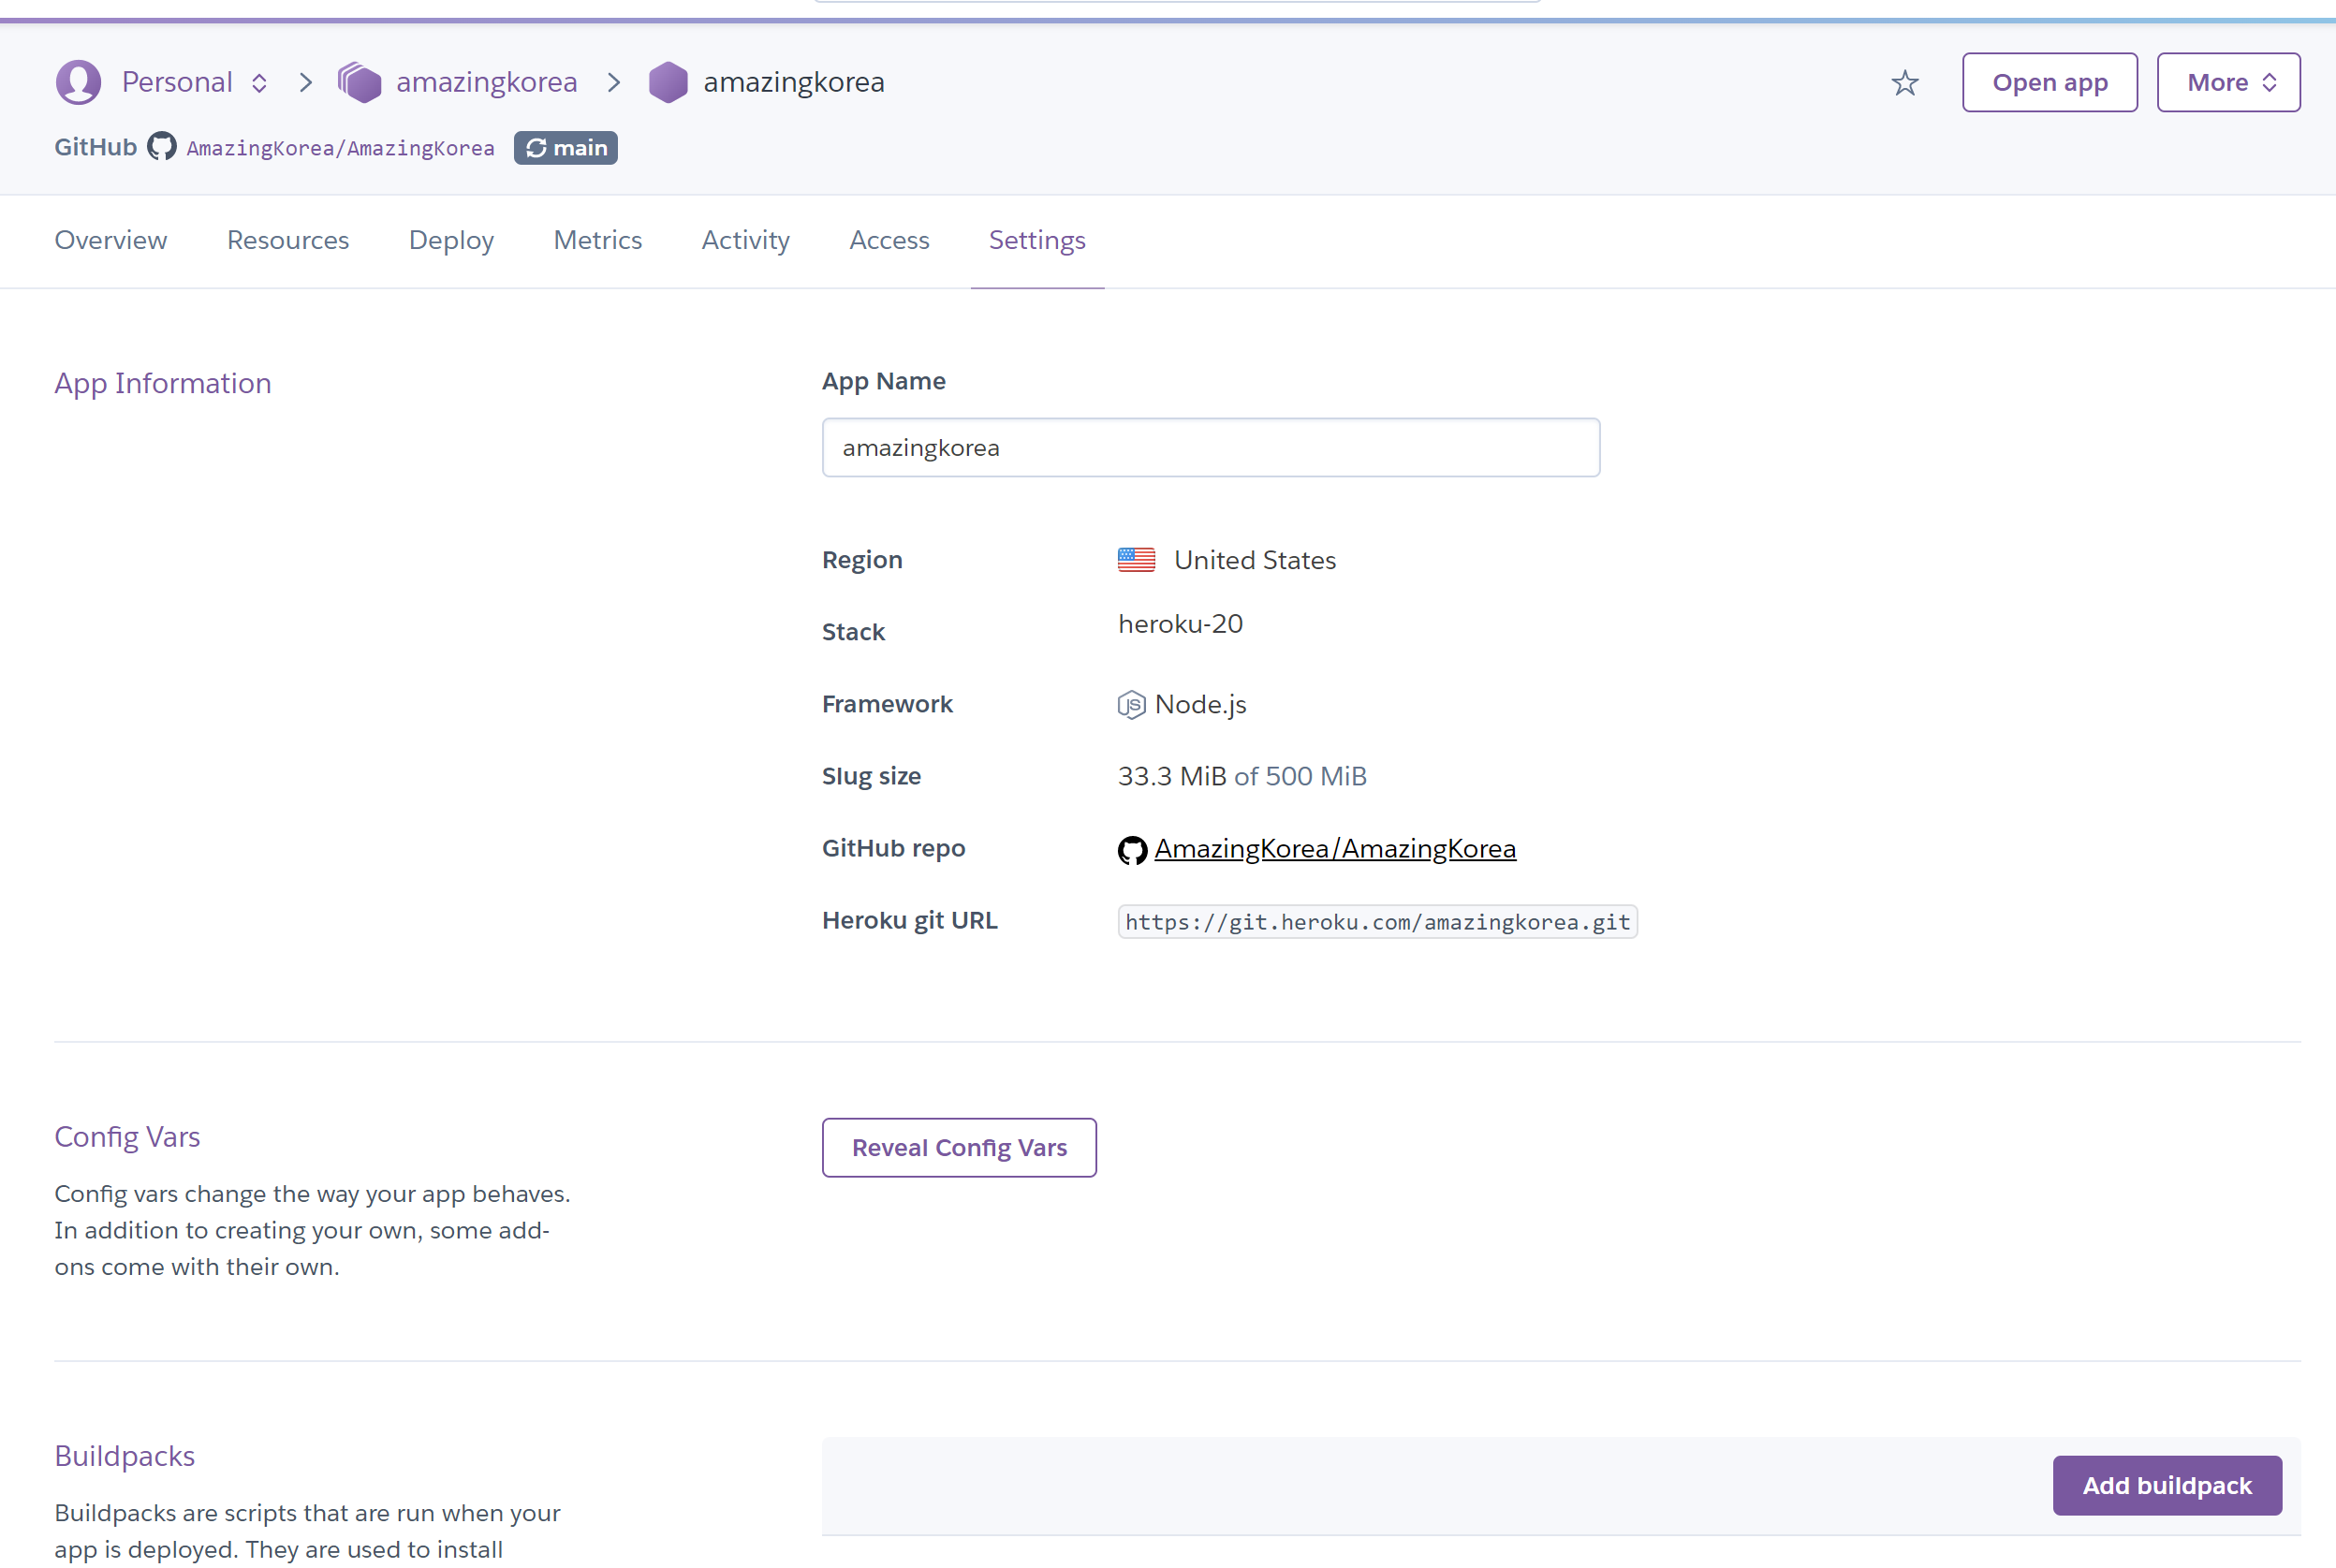 Personal > amazingkorea > amazingkorea
Open app
More
GitHub AmazingKorea/AmazingKorea main
Overview Resources Deploy Metrics Activity Access Settings
App Information
App Name
amazingkorea
Region United States
Stack heroku-20
Framework Node.js
Slug size 33.3 MiB of 500 MiB
GitHub repo AmazingKorea/AmazingKorea
Heroku git URL https://git.heroku.com/amazingkorea.git
Config Vars
Config vars change the way your app behaves.
In addition to creating your own, some add-
ons come with their own.
Reveal Config Vars
Buildpacks
Buildpacks are scripts that are run when your
app is deployed. They are used to install
Add buildpack